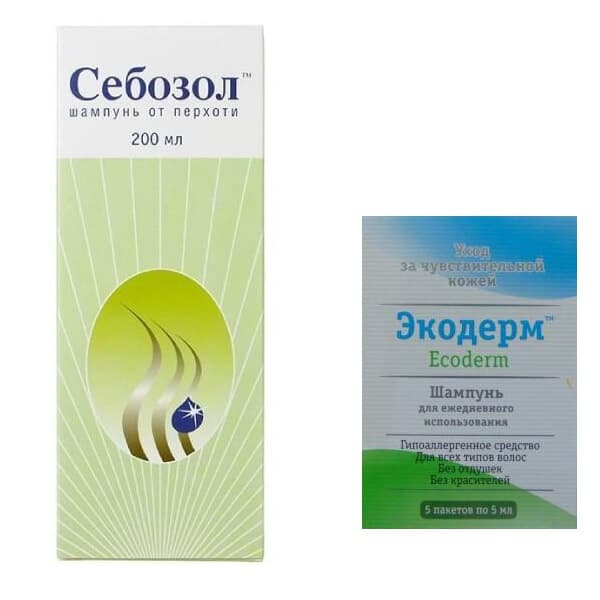 Себозол™
шампунь от перхоти
200 мл
Уход
за чувствительной
кожей
Экодерм™
Ecoderm
Шампунь
для ежедневного
использования
Гипоаллергенное средство
Для всех типов волос
Без отдушек
Без красителей
5 пакетов по 5 мл